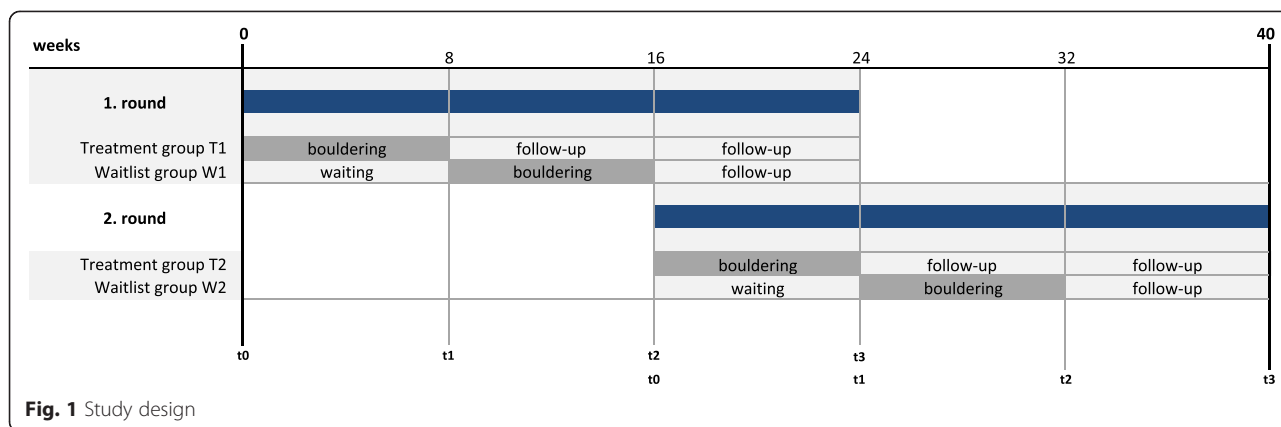 0 40
weeks 8 16 24 32
1. round
Treatment group T1 bouldering follow-up follow-up
Waitlist group W1 waiting bouldering follow-up
2. round
Treatment group T2 bouldering follow-up follow-up
Waitlist group W2 waiting bouldering follow-up
t0 t1 t2 t3
t0 t1 t2 t3
Fig. 1 Study design